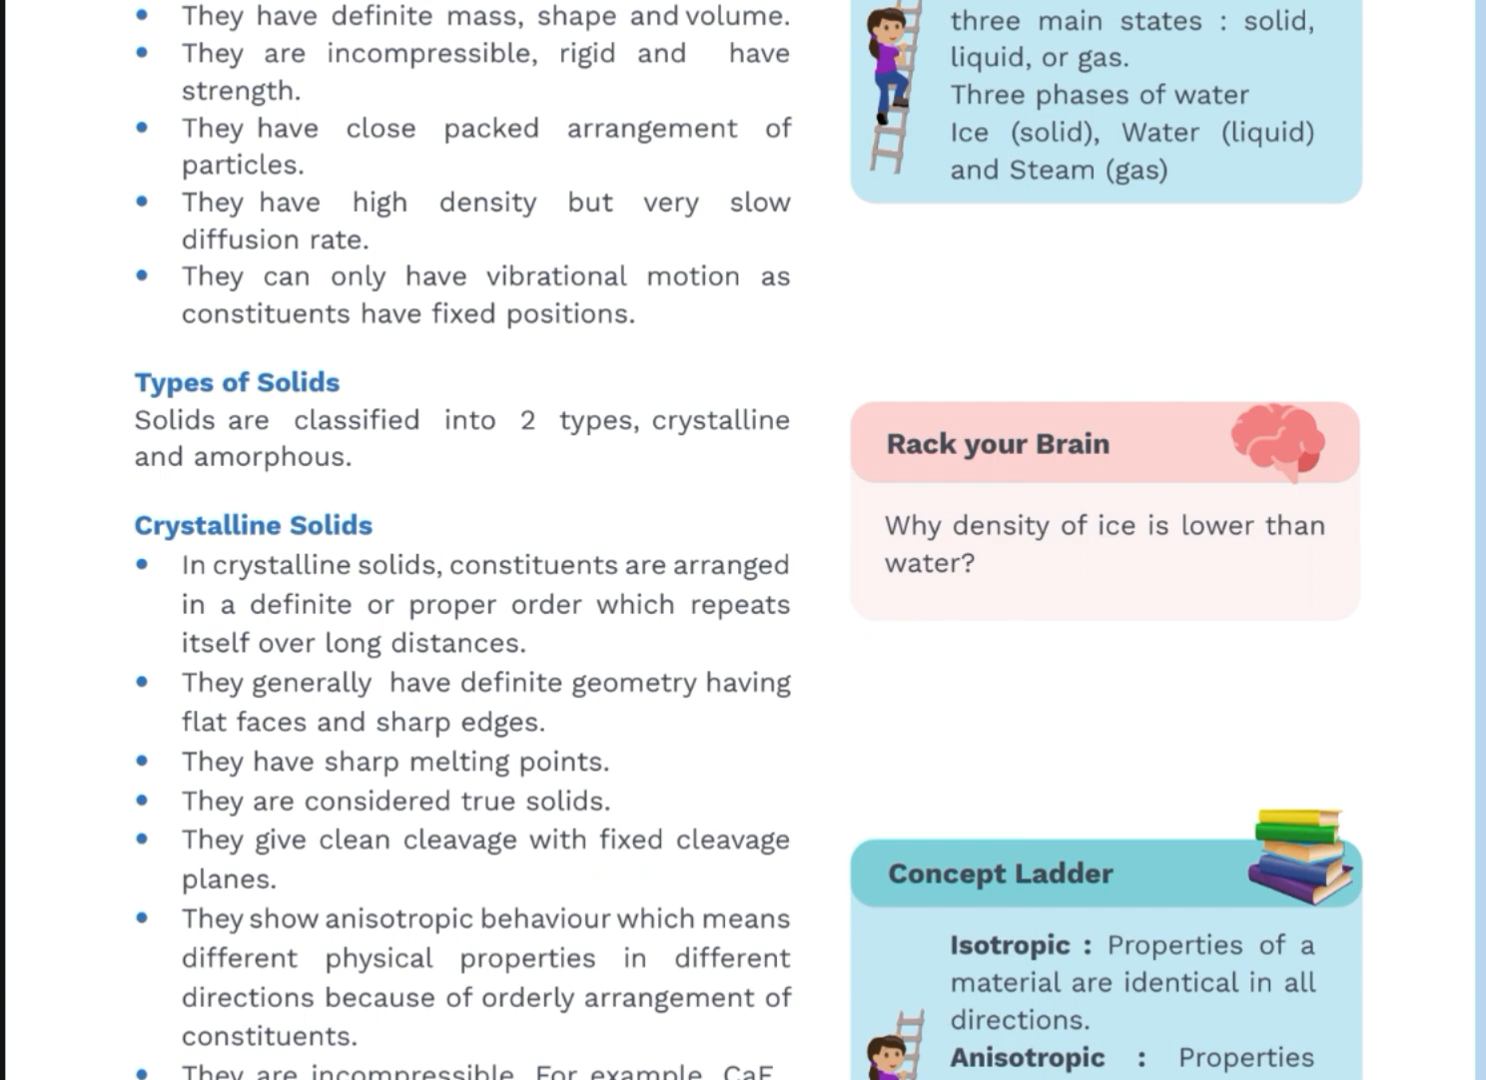 They have definite mass, shape and volume.
They are incompressible, rigid and have
strength.
They have close packed arrangement of
particles.
They have high density but very slow
diffusion rate.
They can only have vibrational motion as
constituents have fixed positions.
Types of Solids
Solids are classified into 2 types, crystalline
and amorphous.
Crystalline Solids
In crystalline solids, constituents are arranged
in a definite or proper order which repeats
itself over long distances.
They generally have definite geometry having
flat faces and sharp edges.
They have sharp melting points.
They are considered true solids.
They give clean cleavage with fixed cleavage
planes.
They show anisotropic behaviour which means
different physical properties in different
directions because of orderly arrangement of
constituents.
They are incompressible. For example, CaF
three main states : solid,
liquid, or gas.
Three phases of water
Ice (solid), Water (liquid)
and Steam (gas)
Rack your Brain
Why density of ice is lower than
water?
Concept Ladder
Isotropic : Properties of a
material are identical in all
directions.
Anisotropic : Properties